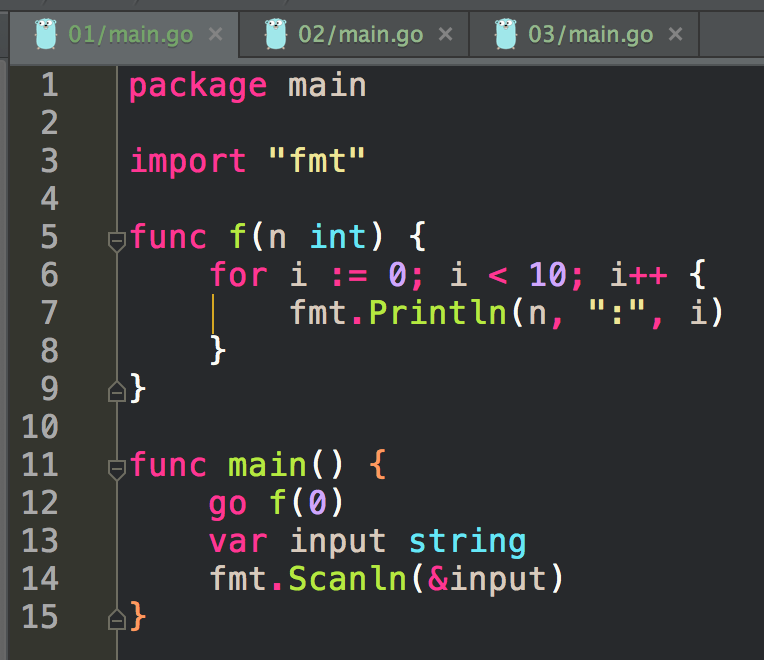 01/main.go × 02/main.go × 03/main.go ×
1 package main
2
3 import "fmt"
4
5 func f(n int) {
6     for i := 0; i < 10; i++ {
7         fmt.Println(n, ":", i)
8     }
9 }
10
11 func main() {
12     go f(0)
13     var input string
14     fmt.Scanln(&input)
15 }